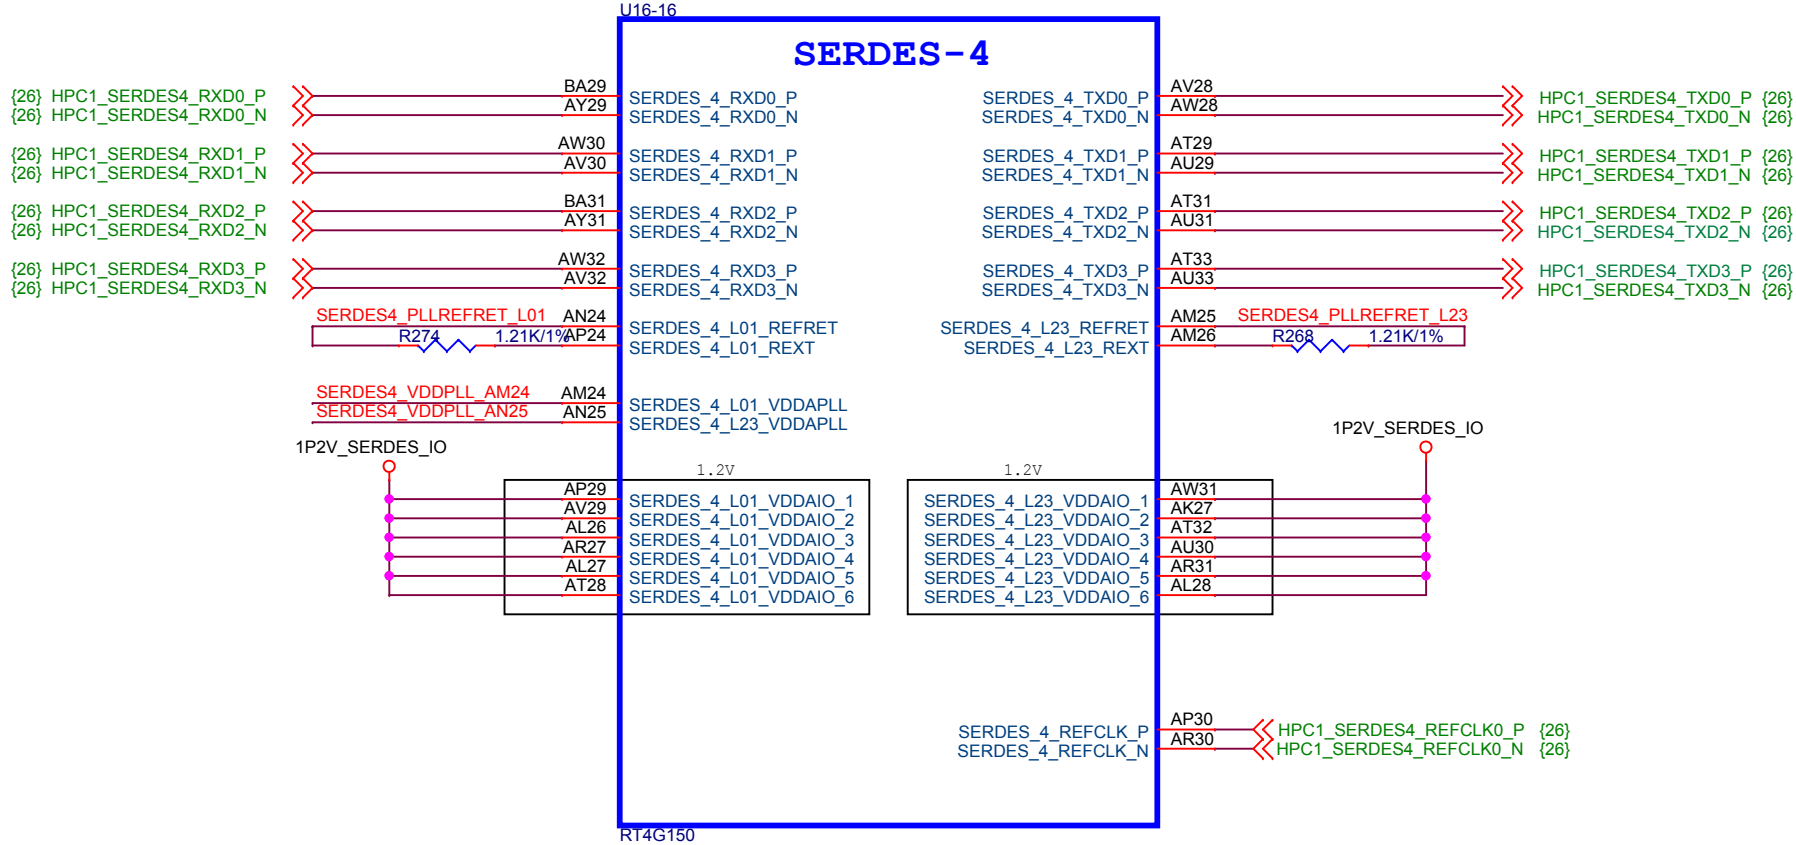 U16-16
SERDES-4
{26} HPC1_SERDES4_RXD0_P BA29 SERDES_4_RXD0_P SERDES_4_TXD0_P AV28 HPC1_SERDES4_TXD0_P {26}
{26} HPC1_SERDES4_RXD0_N AY29 SERDES_4_RXD0_N SERDES_4_TXD0_N AW28 HPC1_SERDES4_TXD0_N {26}
{26} HPC1_SERDES4_RXD1_P AW30 SERDES_4_RXD1_P SERDES_4_TXD1_P AT29 HPC1_SERDES4_TXD1_P {26}
{26} HPC1_SERDES4_RXD1_N AV30 SERDES_4_RXD1_N SERDES_4_TXD1_N AU29 HPC1_SERDES4_TXD1_N {26}
{26} HPC1_SERDES4_RXD2_P BA31 SERDES_4_RXD2_P SERDES_4_TXD2_P AT31 HPC1_SERDES4_TXD2_P {26}
{26} HPC1_SERDES4_RXD2_N AY31 SERDES_4_RXD2_N SERDES_4_TXD2_N AU31 HPC1_SERDES4_TXD2_N {26}
{26} HPC1_SERDES4_RXD3_P AW32 SERDES_4_RXD3_P SERDES_4_TXD3_P AT33 HPC1_SERDES4_TXD3_P {26}
{26} HPC1_SERDES4_RXD3_N AV32 SERDES_4_RXD3_N SERDES_4_TXD3_N AU33 HPC1_SERDES4_TXD3_N {26}
SERDES4_PLLREFRET_L01 AN24 SERDES_4_L01_REFRET SERDES_4_L23_REFRET AM25 SERDES4_PLLREFRET_L23
R274 1.21K/1% AP24 SERDES_4_L01_REXT SERDES_4_L23_REXT AM26 R268 1.21K/1%
SERDES4_VDDPLL_AM24 AM24 SERDES_4_L01_VDDAPLL
SERDES4_VDDPLL_AN25 AN25 SERDES_4_L23_VDDAPLL
1P2V_SERDES_IO 1P2V_SERDES_IO
1.2V 1.2V
AP29 SERDES_4_L01_VDDAIO_1 SERDES_4_L23_VDDAIO_1 AW31
AV29 SERDES_4_L01_VDDAIO_2 SERDES_4_L23_VDDAIO_2 AK27
AL26 SERDES_4_L01_VDDAIO_3 SERDES_4_L23_VDDAIO_3 AT32
AR27 SERDES_4_L01_VDDAIO_4 SERDES_4_L23_VDDAIO_4 AU30
AL27 SERDES_4_L01_VDDAIO_5 SERDES_4_L23_VDDAIO_5 AR31
AT28 SERDES_4_L01_VDDAIO_6 SERDES_4_L23_VDDAIO_6 AL28
SERDES_4_REFCLK_P AP30 HPC1_SERDES4_REFCLK0_P {26}
SERDES_4_REFCLK_N AR30 HPC1_SERDES4_REFCLK0_N {26}
RT4G150